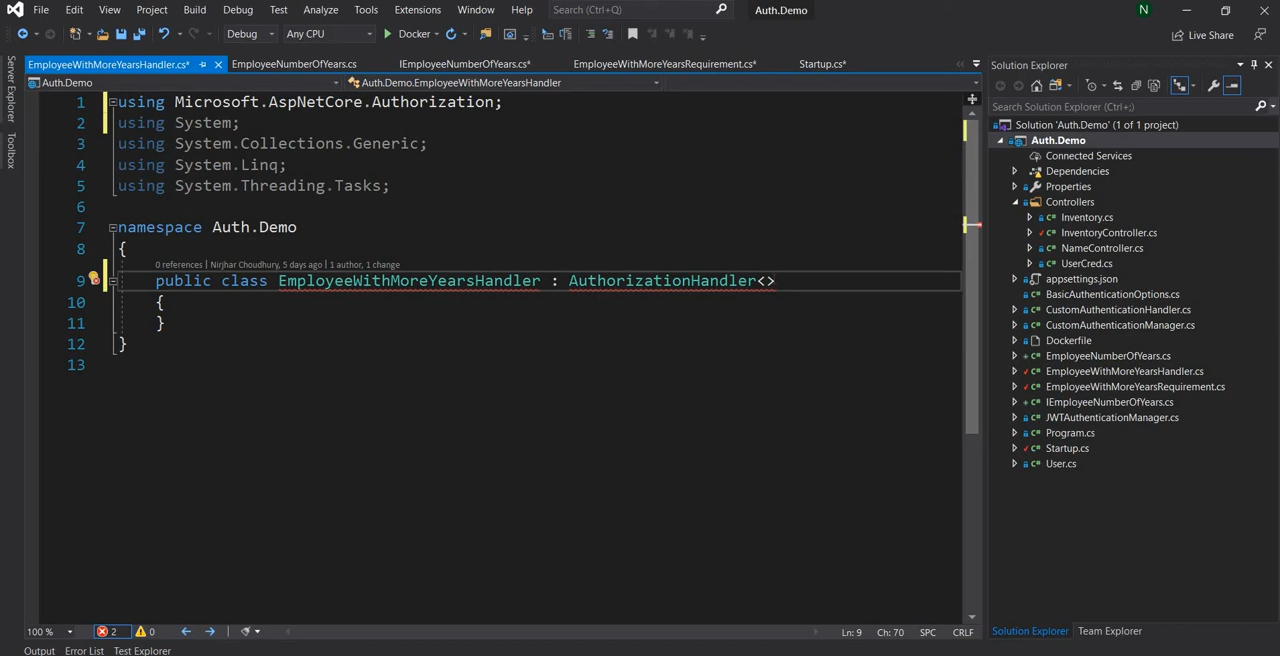 File Edit View Project Build Debug Test Analyze Tools Extensions Window Help Search (Ctrl+;) Auth.Demo N
Debug Any CPU Docker Live Share
EmployeeWithMoreYearsHandler.cs* EmployeeNumberOfYears.cs IEmployeeNumberOfYears.cs* EmployeeWithMoreYearsRequirement.cs* Startup.cs*
Auth.Demo Auth.Demo.EmployeeWithMoreYearsHandler
Server Explorer
Toolbox
1 using Microsoft.AspNetCore.Authorization;
2 using System;
3 using System.Collections.Generic;
4 using System.Linq;
5 using System.Threading.Tasks;
6
7 namespace Auth.Demo
8 {
0 references | Nirjhar Choudhury, 5 days ago | 1 author, 1 change
9 public class EmployeeWithMoreYearsHandler : AuthorizationHandler<>
10 {
11 }
12 }
13
100 % 2 0 Ln: 9 Ch: 70 SPC CRLF
Output Error List Test Explorer
Solution Explorer
Search Solution Explorer (Ctrl+;)
Solution 'Auth.Demo' (1 of 1 project)
Auth.Demo
Connected Services
Dependencies
Properties
Controllers
C# Inventory.cs
C# InventoryController.cs
C# NameController.cs
C# UserCred.cs
appsettings.json
C# BasicAuthenticationOptions.cs
C# CustomAuthenticationHandler.cs
C# CustomAuthenticationManager.cs
Dockerfile
C# EmployeeNumberOfYears.cs
C# EmployeeWithMoreYearsHandler.cs
C# EmployeeWithMoreYearsRequirement.cs
C# IEmployeeNumberOfYears.cs
C# JWTAuthenticationManager.cs
C# Program.cs
C# Startup.cs
C# User.cs
Solution Explorer Team Explorer